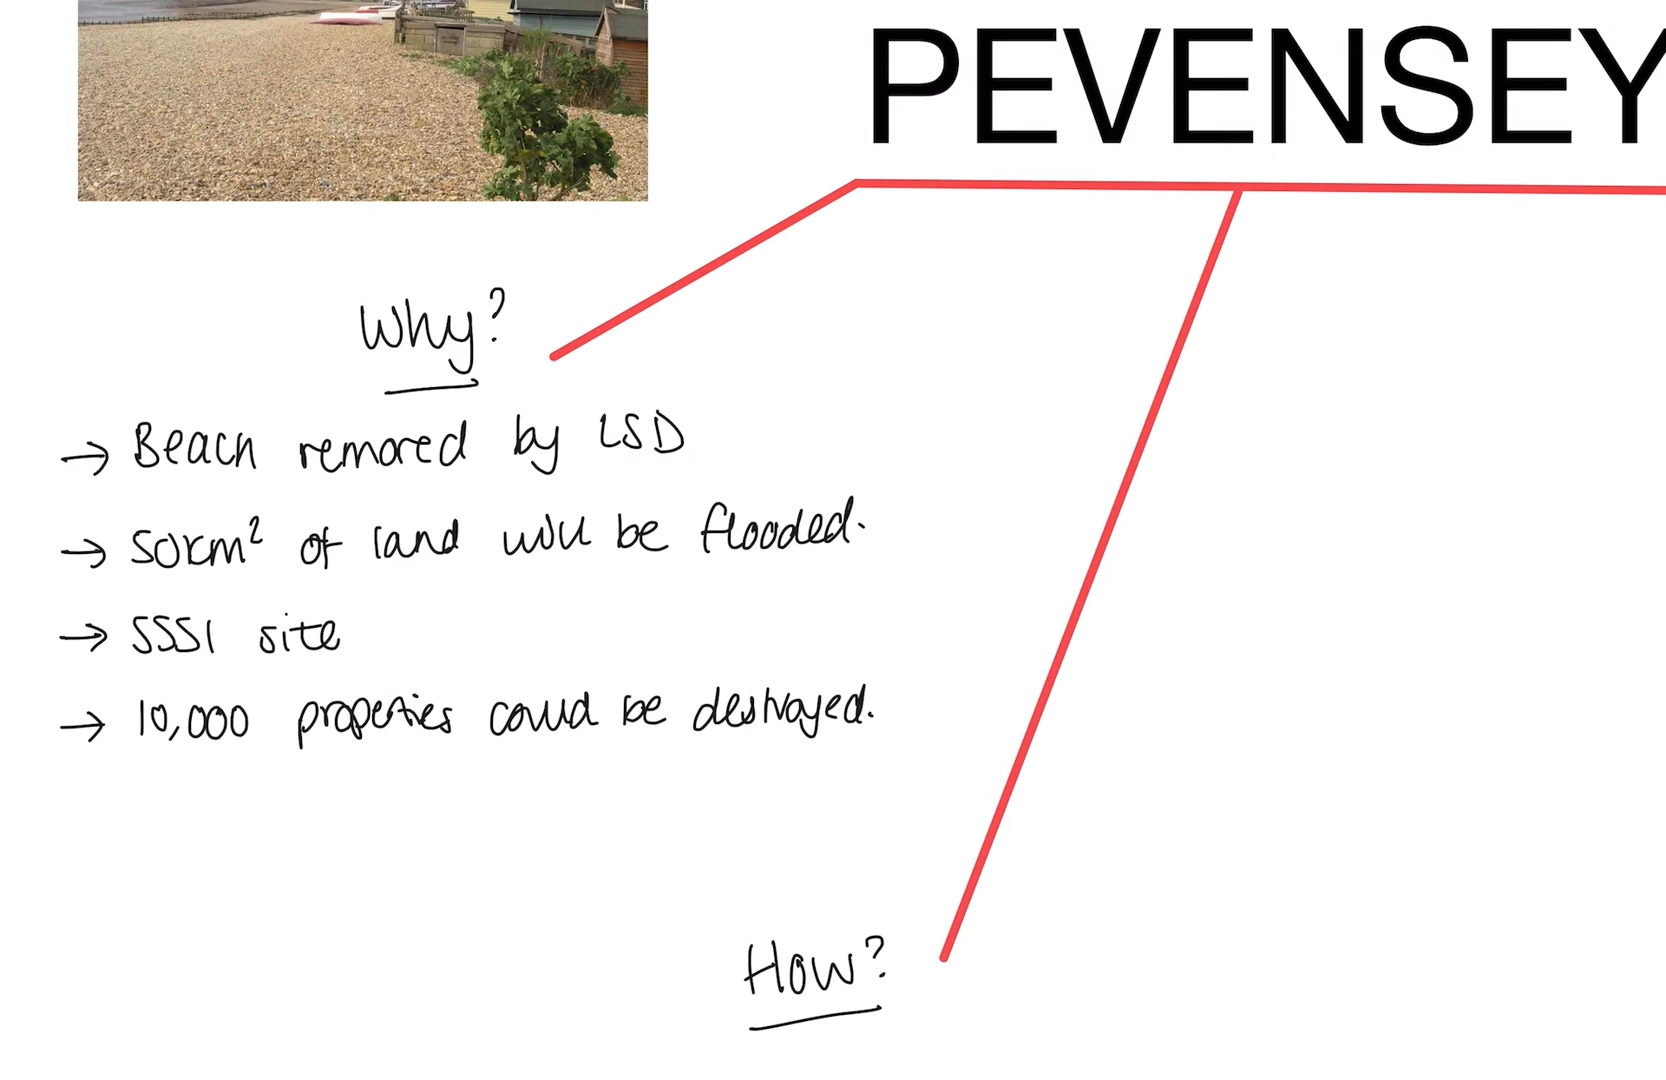 PEVENSEY
Why?
→ Beach removed by LSD
→ 50km² of land will be flooded.
→ SSSI site
→ 10,000 properties could be destroyed.
How?